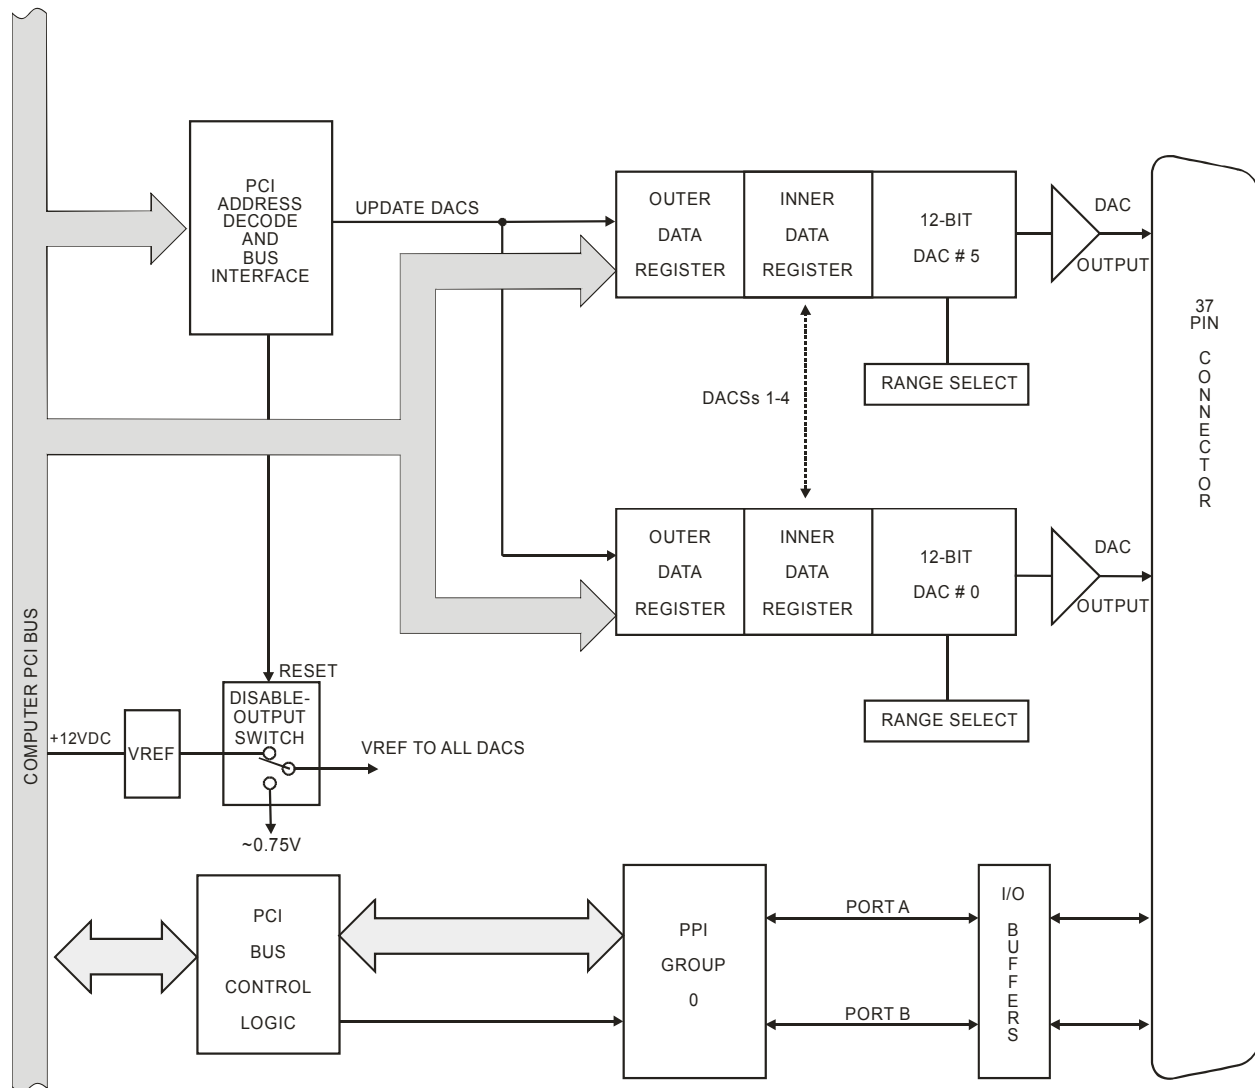 PCI
ADDRESS
DECODE
AND
BUS
INTERFACE
UPDATE DACS
OUTER
DATA
REGISTER
INNER
DATA
REGISTER
12-BIT
DAC # 5
DAC
OUTPUT
RANGE SELECT
DACSs 1-4
37
PIN
CONNECTOR
OUTER
DATA
REGISTER
INNER
DATA
REGISTER
12-BIT
DAC # 0
DAC
OUTPUT
RANGE SELECT
COMPUTER PCI BUS
RESET
DISABLE-
OUTPUT
SWITCH
+12VDC
VREF
VREF TO ALL DACS
~0.75V
PCI
BUS
CONTROL
LOGIC
PPI
GROUP
0
PORT A
PORT B
I/O
BUFFERS